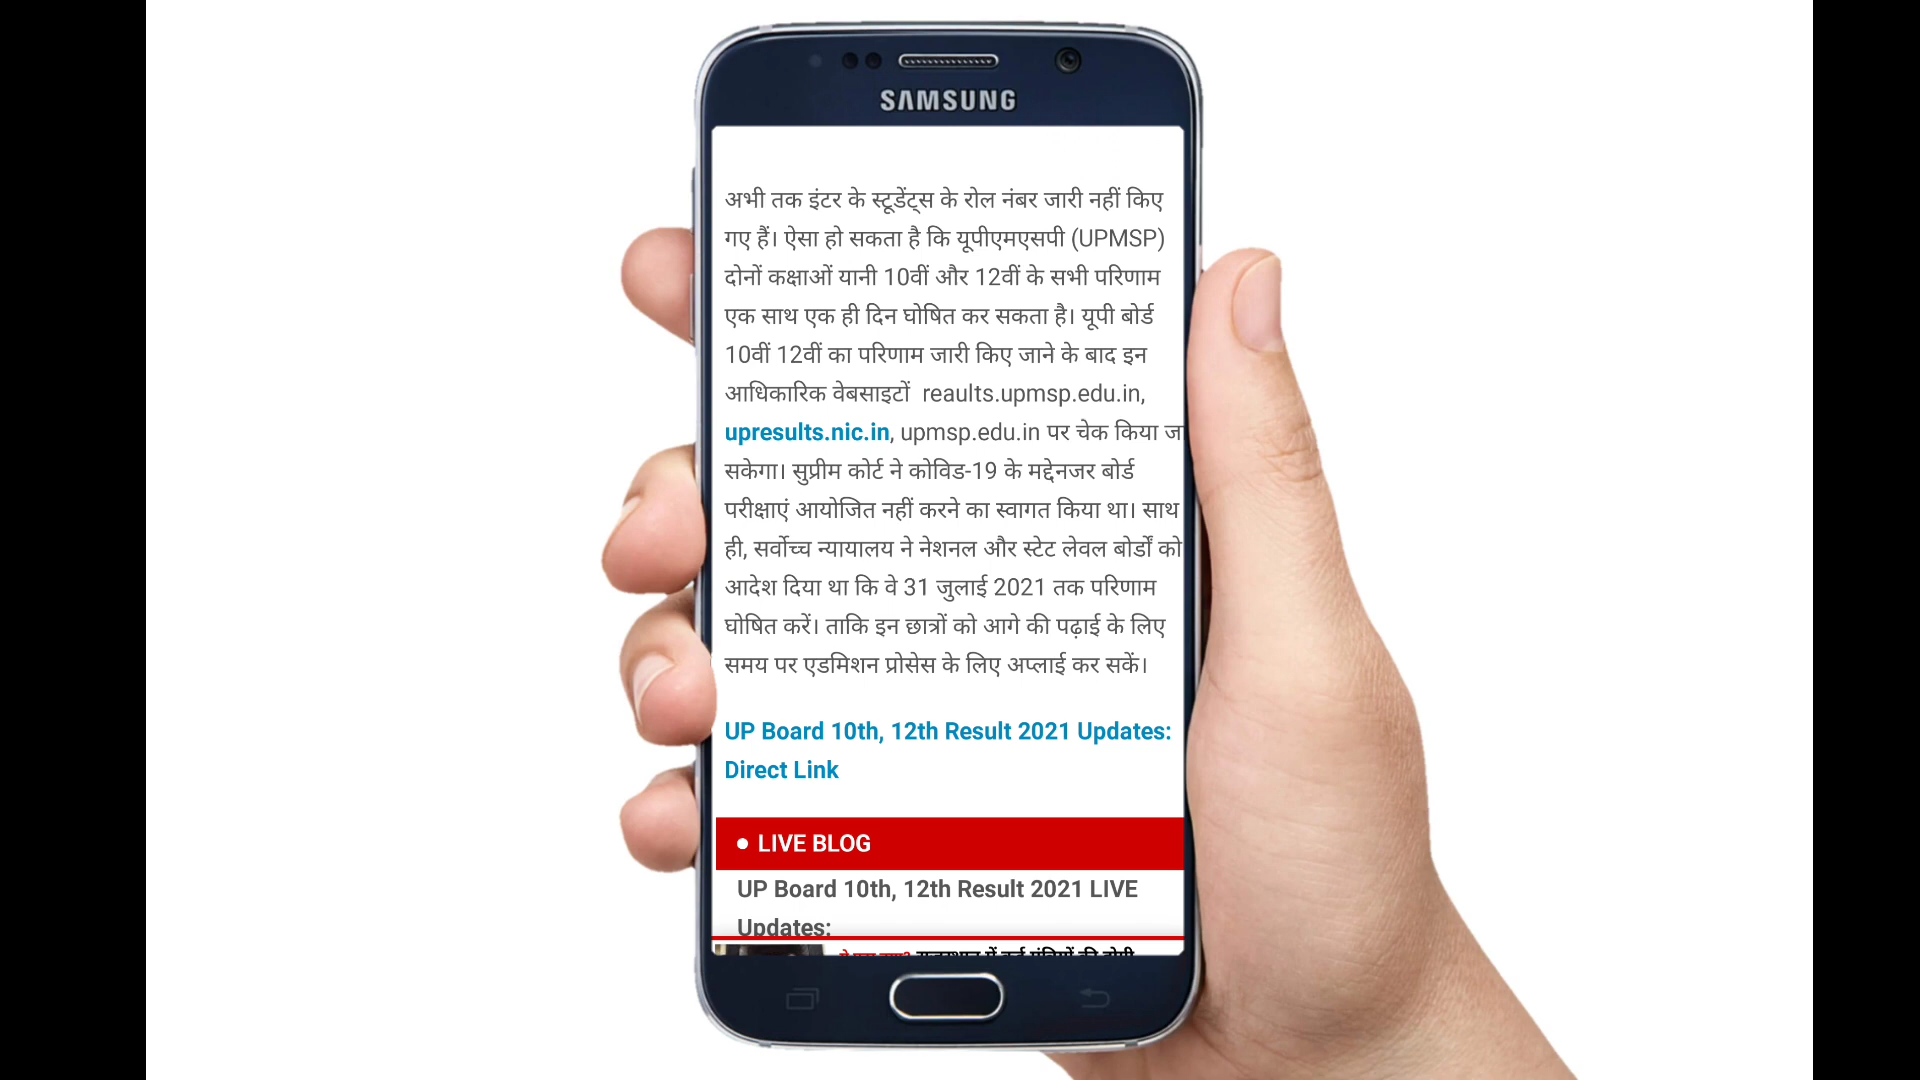 SAMSUNG
अभी तक इंटर के स्टूडेंट्स के रोल नंबर जारी नहीं किए
गए हैं। ऐसा हो सकता है कि यूपीएमएसपी (UPMSP)
दोनों कक्षाओं यानी 10वीं और 12वीं के सभी परिणाम
एक साथ एक ही दिन घोषित कर सकता है। यूपी बोर्ड
10वीं 12वीं का परिणाम जारी किए जाने के बाद इन
आधिकारिक वेबसाइटों reaults.upmsp.edu.in,
upresults.nic.in, upmsp.edu.in पर चेक किया जा
सकेगा। सुप्रीम कोर्ट ने कोविड-19 के मद्देनजर बोर्ड
परीक्षाएं आयोजित नहीं करने का स्वागत किया था। साथ
ही, सर्वोच्च न्यायालय ने नेशनल और स्टेट लेवल बोर्डों को
आदेश दिया था कि वे 31 जुलाई 2021 तक परिणाम
घोषित करें। ताकि इन छात्रों को आगे की पढ़ाई के लिए
समय पर एडमिशन प्रोसेस के लिए अप्लाई कर सकें।
UP Board 10th, 12th Result 2021 Updates:
Direct Link
LIVE BLOG
UP Board 10th, 12th Result 2021 LIVE
Updates: